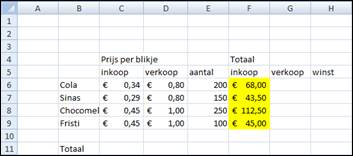 A B C D E F G H
1
2
3
4 Prijs per blikje Totaal
5 inkoop verkoop aantal inkoop verkoop winst
6 Cola € 0,34 € 0,80 200 € 68,00
7 Sinas € 0,29 € 0,80 150 € 43,50
8 Chocomel € 0,45 € 1,00 250 € 112,50
9 Fristi € 0,45 € 1,00 100 € 45,00
10
11 Totaal